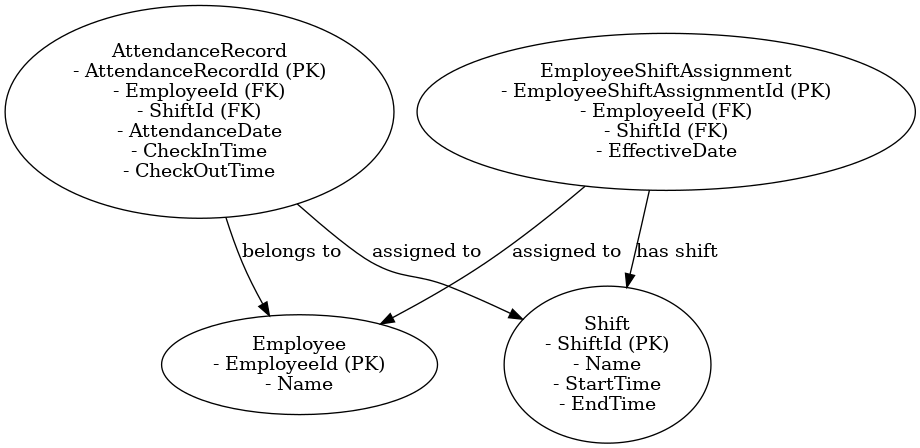 AttendanceRecord
- AttendanceRecordId (PK)
- EmployeeId (FK)
- ShiftId (FK)
- AttendanceDate
- CheckInTime
- CheckOutTime
EmployeeShiftAssignment
- EmployeeShiftAssignmentId (PK)
- EmployeeId (FK)
- ShiftId (FK)
- EffectiveDate
belongs to
assigned to
assigned to
has shift
Employee
- EmployeeId (PK)
- Name
Shift
- ShiftId (PK)
- Name
- StartTime
- EndTime